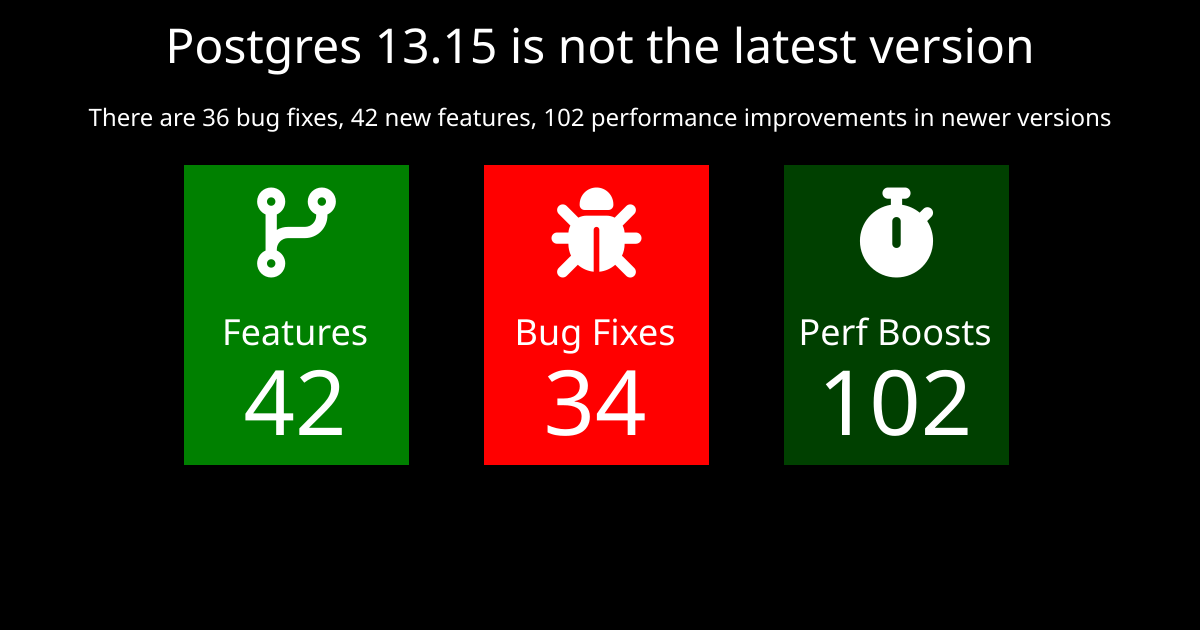 Postgres 13.15 is not the latest version
There are 36 bug fixes, 42 new features, 102 performance improvements in newer versions
Features
42
Bug Fixes
34
Perf Boosts
102